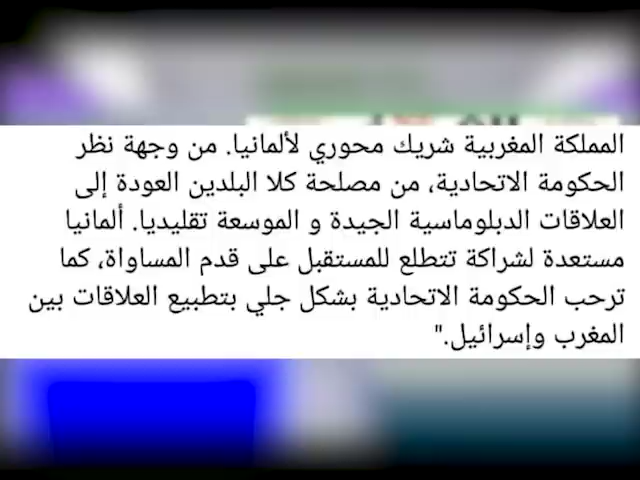 المملكة المغربية شريك محوري لألمانيا. من وجهة نظر
الحكومة الاتحادية، من مصلحة كلا البلدين العودة إلى
العلاقات الدبلوماسية الجيدة و الموسعة تقليديا. ألمانيا
مستعدة لشراكة تتطلع للمستقبل على قدم المساواة، كما
ترحب الحكومة الاتحادية بشكل جلي بتطبيع العلاقات بين
المغرب وإسرائيل."